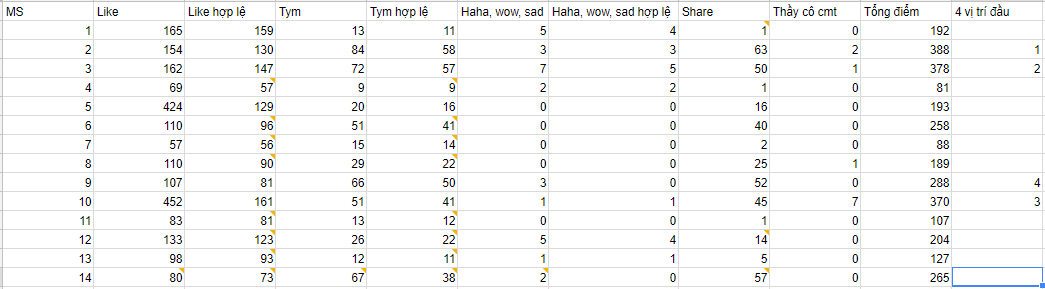 MS Like Like hợp lệ Tym Tym hợp lệ Haha, wow, sad Haha, wow, sad hợp lệ Share Thầy cô cmt Tổng điểm 4 vị trí đầu
1 165 159 13 11 5 4 1 0 192
2 154 130 84 58 3 3 63 2 388 1
3 162 147 72 57 7 5 50 1 378 2
4 69 57 9 9 2 2 1 0 81
5 424 129 20 16 0 0 16 0 193
6 110 96 51 41 0 0 40 0 258
7 57 56 15 14 0 0 2 0 88
8 110 90 29 22 0 0 25 1 189
9 107 81 66 50 3 0 52 0 288 4
10 452 161 51 41 1 1 45 7 370 3
11 83 81 13 12 0 0 1 0 107
12 133 123 26 22 5 4 14 0 204
13 98 93 12 11 1 1 5 0 127
14 80 73 67 38 2 0 57 0 265